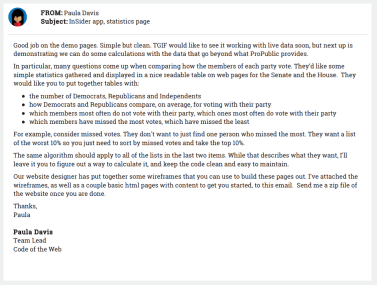 FROM: Paula Davis
Subject: InSider app, statistics page
Good job on the demo pages. Simple but clean. TGIF would like to see it working with live data soon, but next up is
demonstrating we can do some calculations with the data that go beyond what ProPublic provides.
In particular, many questions come up when comparing how the members of each party vote. They'd like some
simple statistics gathered and displayed in a nice readable table on web pages for the Senate and the House. They
would like you to put together tables with:
• the number of Democrats, Republicans and Independents
• how Democrats and Republicans compare, on average, for voting with their party
• which members most often do not vote with their party, which ones most often do vote with their party
• which members have missed the most votes, which have missed the least
For example, consider missed votes. They don't want to just find one person who missed the most. They want a list
of the worst 10% so you just need to sort by missed votes and take the top 10%.
The same algorithm should apply to all of the lists in the last two items. While that describes what they want, I'll
leave it to you to figure out a way to calculate it, and keep the code clean and easy to maintain.
Our website designer has put together some wireframes that you can use to build these pages out. I've attached the
wireframes, as well as a couple basic html pages with content to get you started, to this email. Send me a zip file of
the website once you are done.
Thanks,
Paula
Paula Davis
Team Lead
Code of the Web